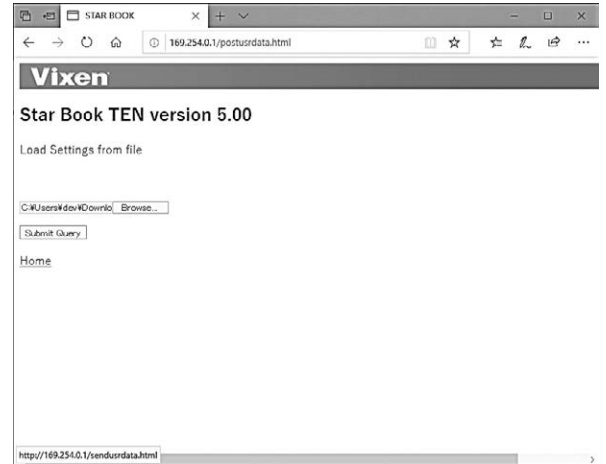 STAR BOOK
169.254.0.1/postusrdata.html
Vixen
Star Book TEN version 5.00
Load Settings from file
C:¥Users¥dev¥Downlo Browse...
Submit Query
Home
http://169.254.0.1/sendusrdata.html